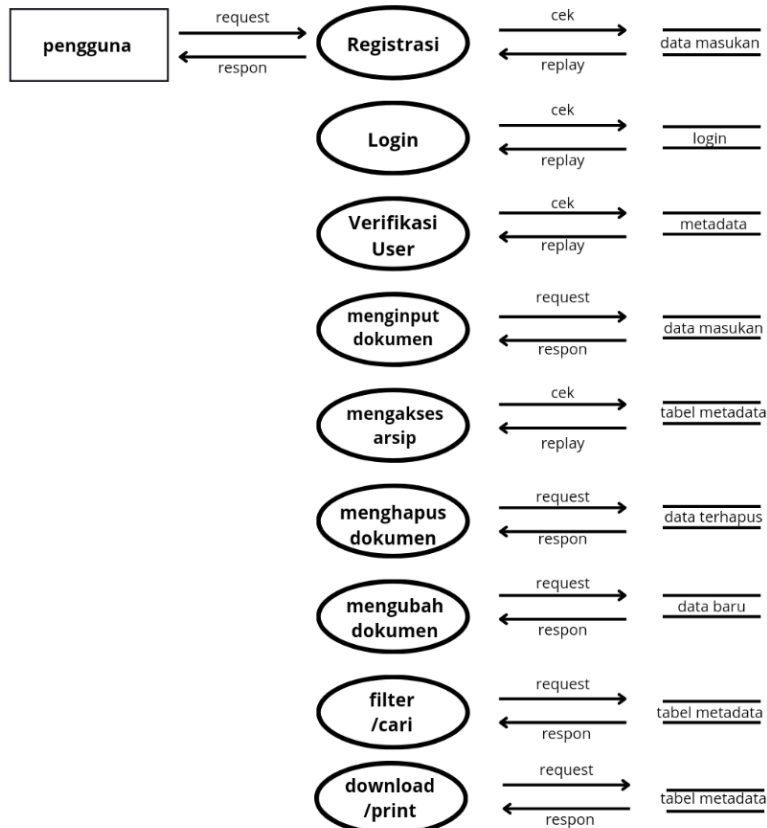 request
cek
pengguna
Registrasi
data masukan
respon
replay
cek
Login
login
replay
cek
Verifikasi
User
metadata
replay
request
menginput
dokumen
data masukan
respon
cek
mengakses
arsip
tabel metadata
replay
request
menghapus
dokumen
data terhapus
respon
request
mengubah
dokumen
data baru
respon
request
filter
/cari
tabel metadata
respon
request
download
/print
tabel metadata
respon